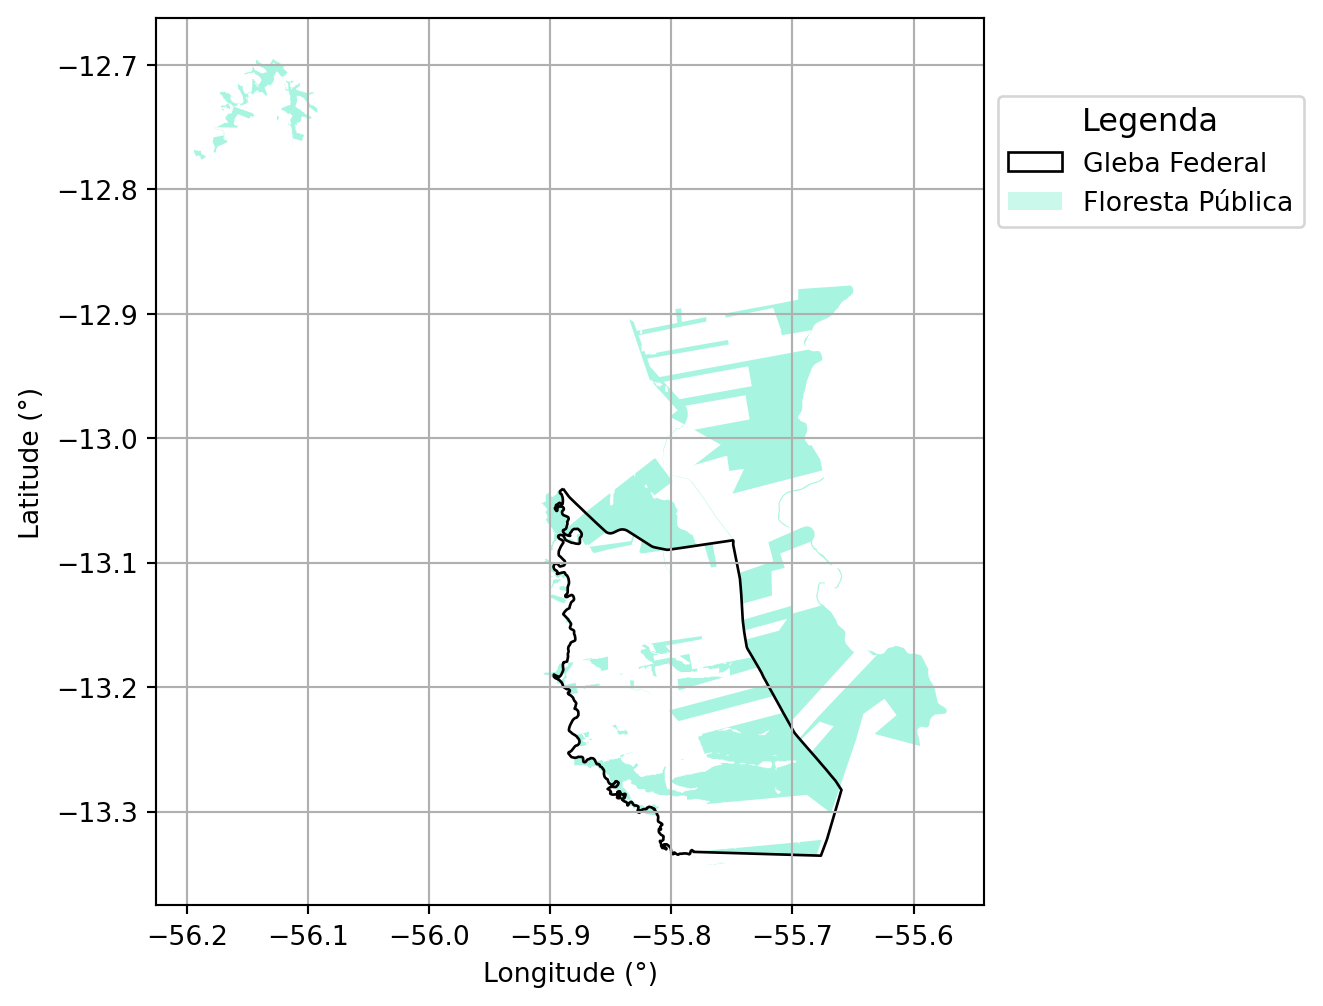 −12.7
−12.8
−12.9
−13.0
−13.1
−13.2
−13.3
Latitude (°)
−56.2 −56.1 −56.0 −55.9 −55.8 −55.7 −55.6
Longitude (°)
Legenda
Gleba Federal
Floresta Pública